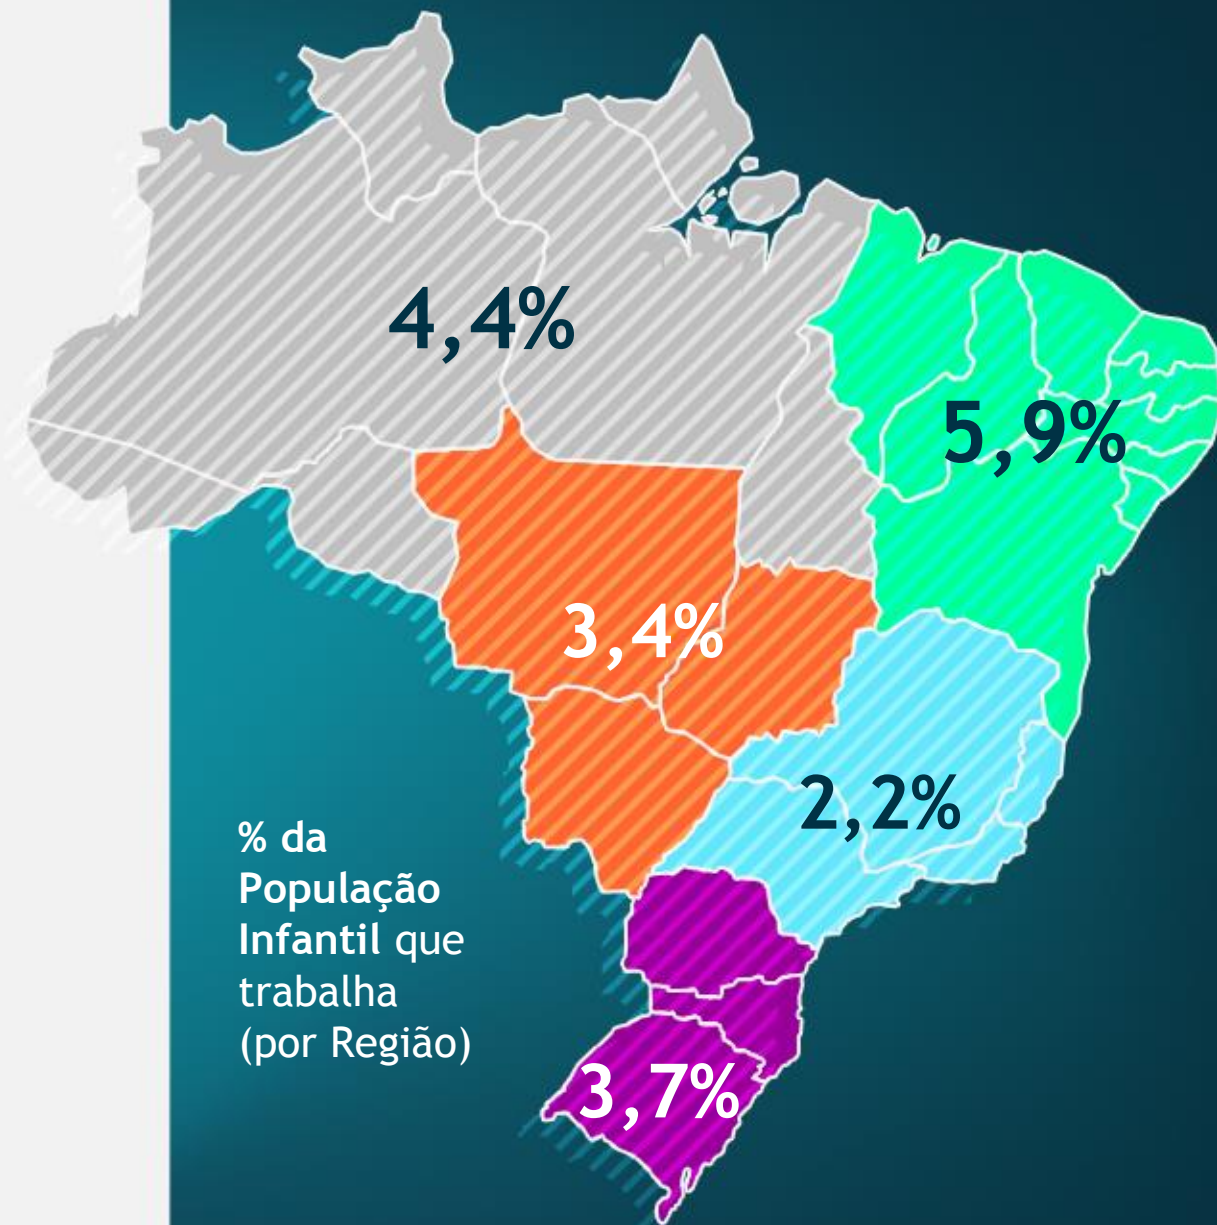 4,4%
5,9%
3,4%
2,2%
% da
População
Infantil que
trabalha
(por Região)
3,7%